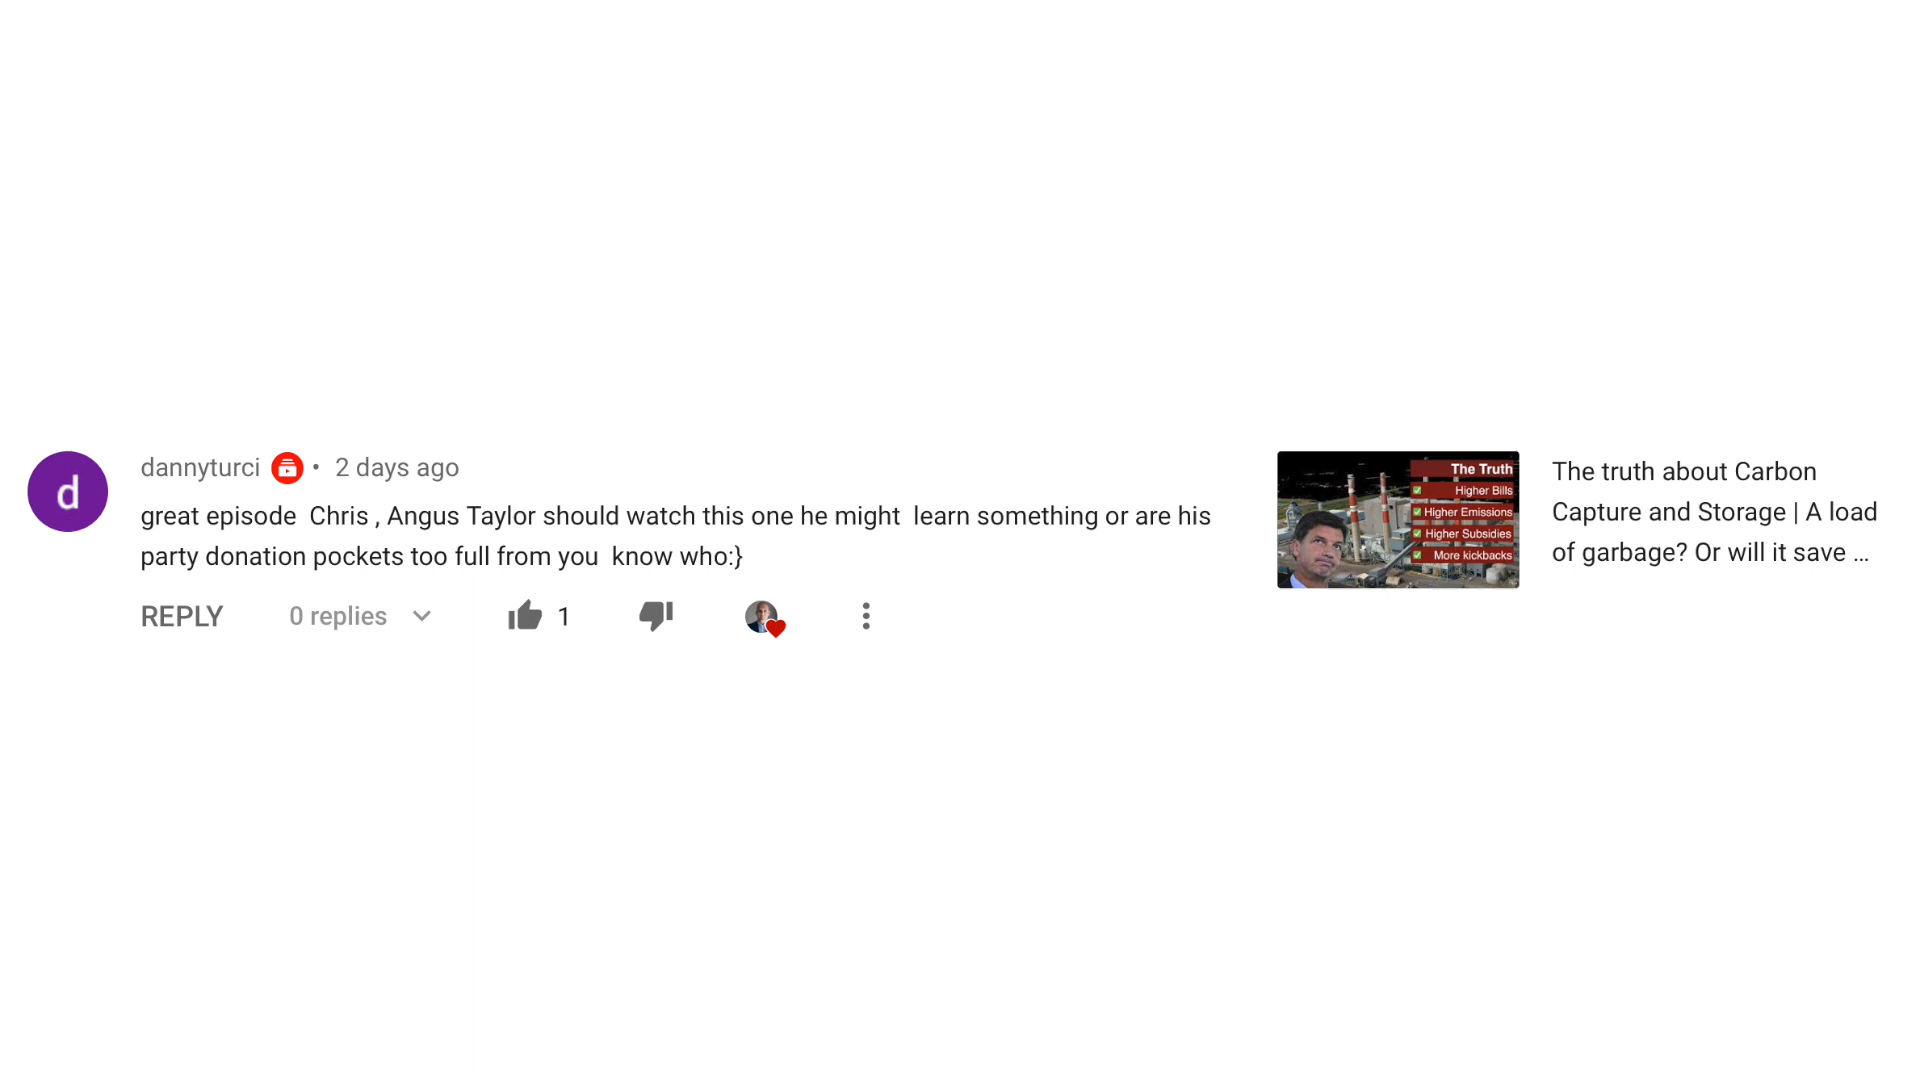 d
dannyturci • 2 days ago
great episode  Chris , Angus Taylor should watch this one he might  learn something or are his
party donation pockets too full from you  know who:}
REPLY
0 replies
1
The Truth
Higher Bills
Higher Emissions
Higher Subsidies
More kickbacks
The truth about Carbon
Capture and Storage | A load
of garbage? Or will it save ...